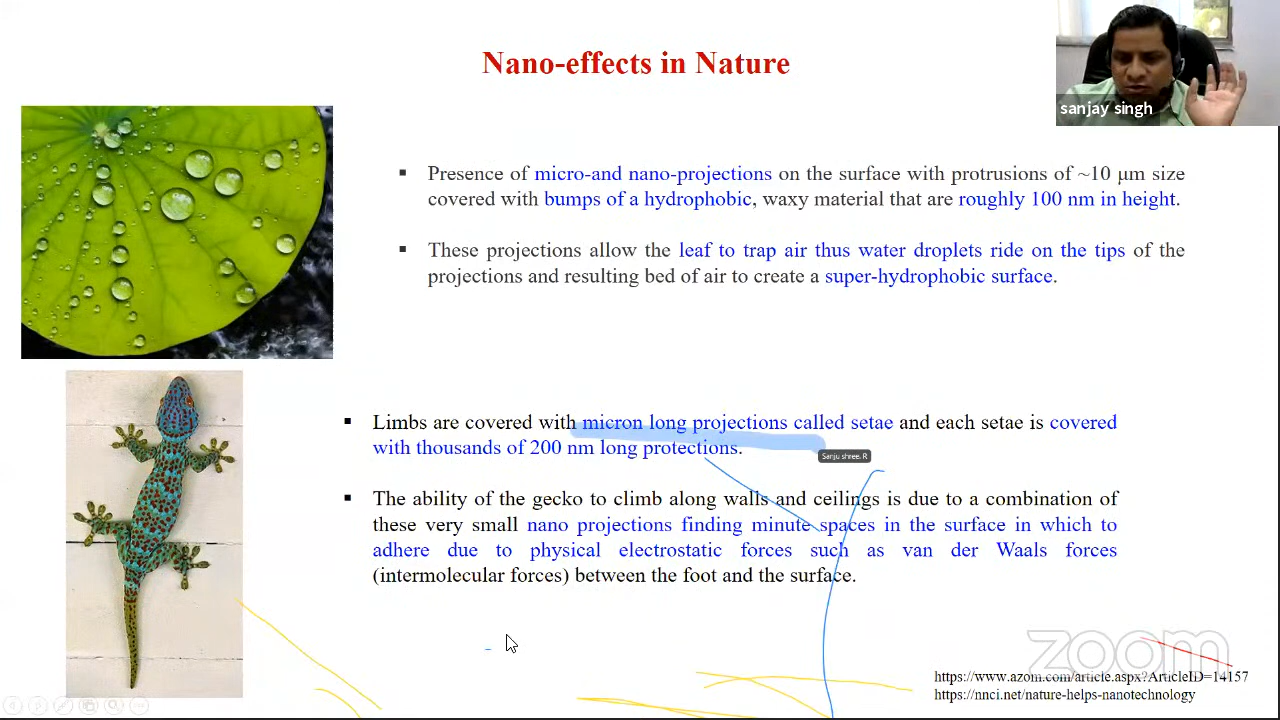 Nano-effects in Nature
sanjay singh
▪ Presence of micro-and nano-projections on the surface with protrusions of ~10 μm size
covered with bumps of a hydrophobic, waxy material that are roughly 100 nm in height.
▪ These projections allow the leaf to trap air thus water droplets ride on the tips of the
projections and resulting bed of air to create a super-hydrophobic surface.
▪ Limbs are covered with micron long projections called setae and each setae is covered
with thousands of 200 nm long protections.
Sanju shree. R
▪ The ability of the gecko to climb along walls and ceilings is due to a combination of
these very small nano projections finding minute spaces in the surface in which to
adhere due to physical electrostatic forces such as van der Waals forces
(intermolecular forces) between the foot and the surface.
zoom
https://www.azom.com/article.aspx?ArticleID=14157
https://nnci.net/nature-helps-nanotechnology